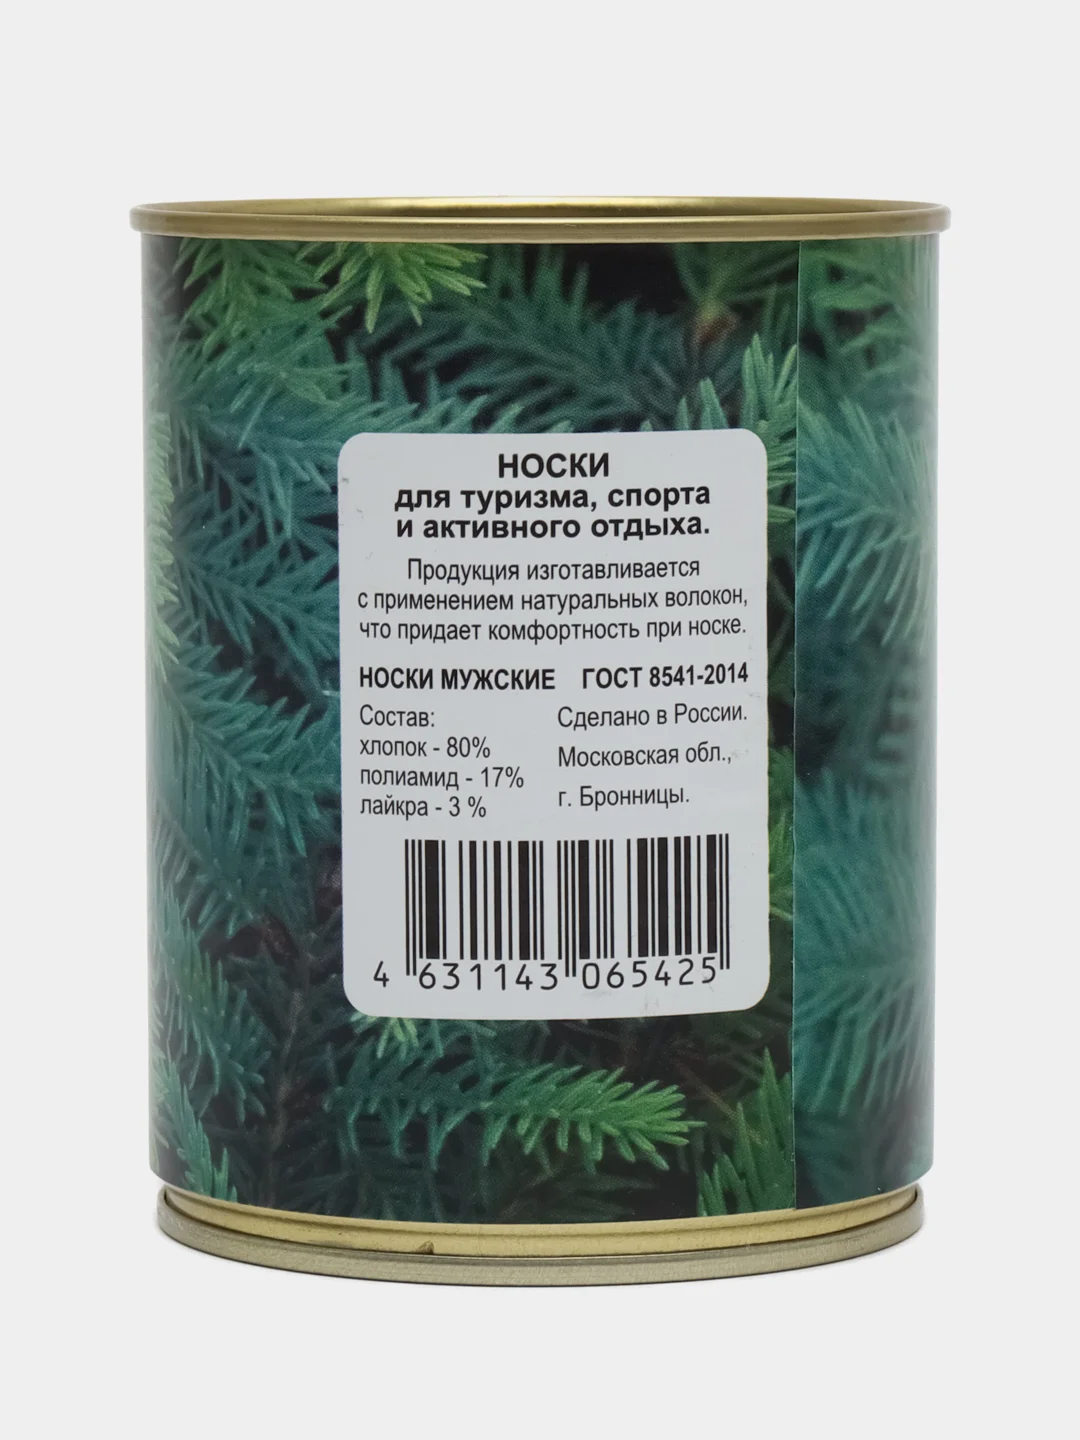 НОСКИ
для туризма, спорта
и активного отдыха.
Продукция изготавливается
с применением натуральных волокон,
что придает комфортность при носке.
НОСКИ МУЖСКИЕ ГОСТ 8541-2014
Состав:
хлопок - 80%
полиамид - 17%
лайкра - 3 %
Сделано в России.
Московская обл.,
г. Бронницы.
4 631143 065425